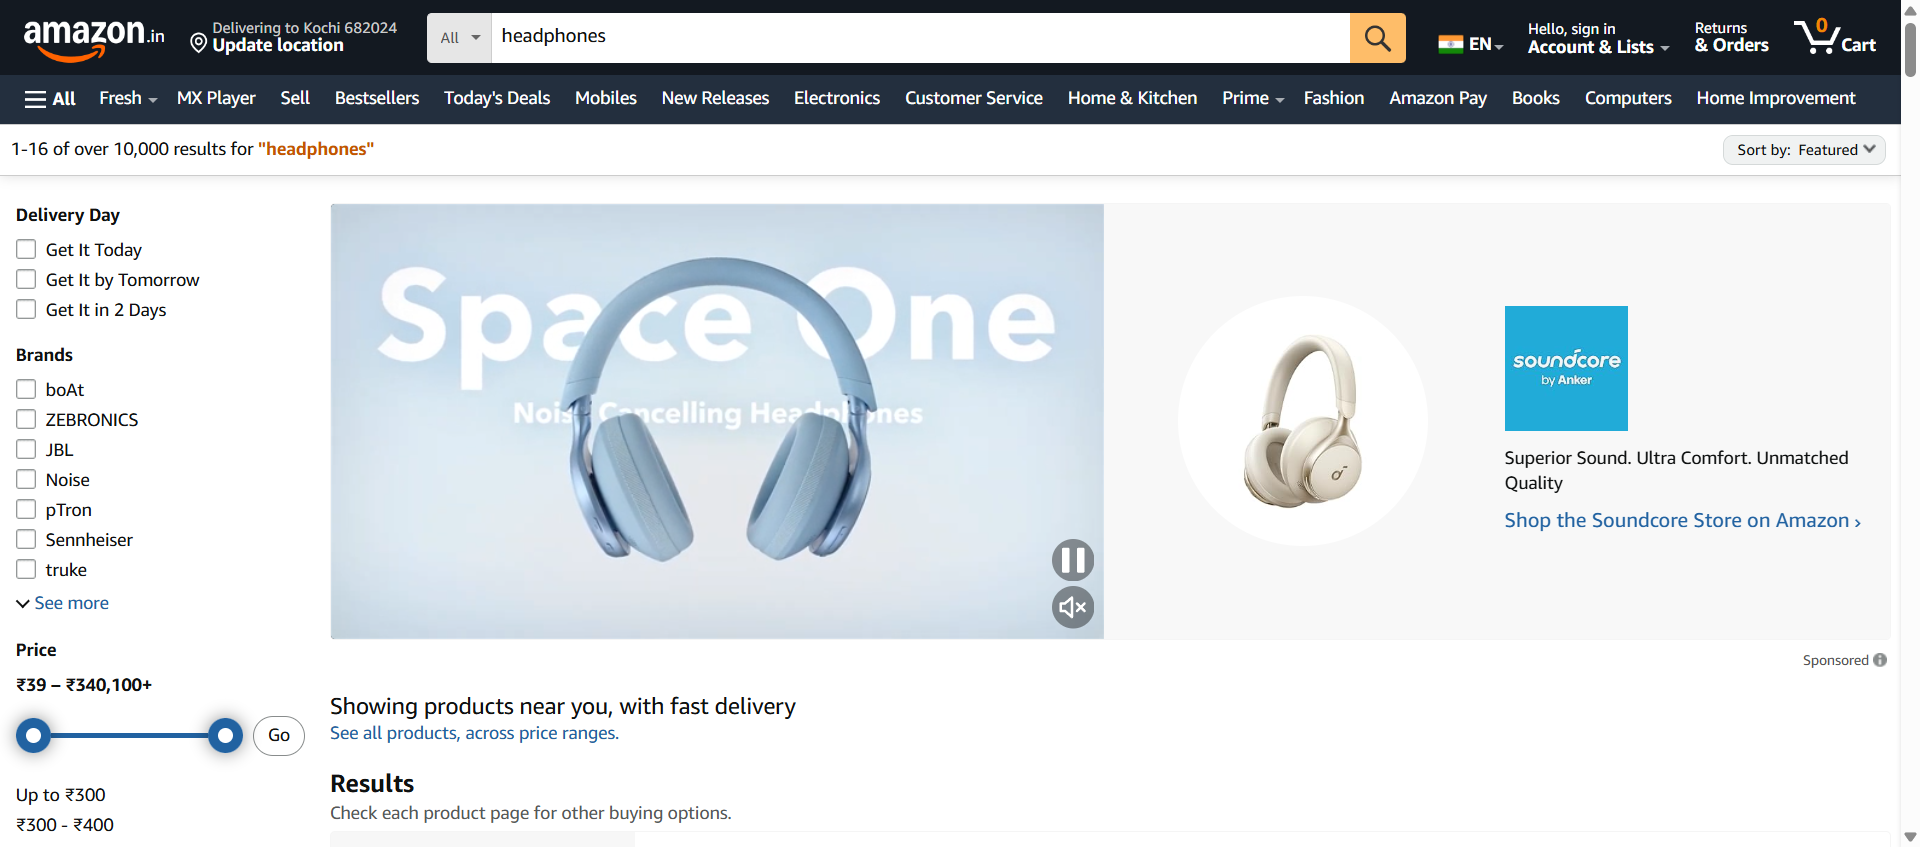 amazon.in
Delivering to Kochi 682024
Update location
All
headphones
EN
Hello, sign in
Account & Lists
Returns
& Orders
0
Cart
All
Fresh
MX Player
Sell
Bestsellers
Today's Deals
Mobiles
New Releases
Electronics
Customer Service
Home & Kitchen
Prime
Fashion
Amazon Pay
Books
Computers
Home Improvement
1-16 of over 10,000 results for "headphones"
Sort by: Featured
Delivery Day
Get It Today
Get It by Tomorrow
Get It in 2 Days
Brands
boAt
ZEBRONICS
JBL
Noise
pTron
Sennheiser
truke
See more
Price
₹39 – ₹340,100+
Go
Up to ₹300
₹300 - ₹400
Space One
Noise Cancelling Headphones
soundcore
by Anker
Superior Sound. Ultra Comfort. Unmatched
Quality
Shop the Soundcore Store on Amazon ›
Sponsored
Showing products near you, with fast delivery
See all products, across price ranges.
Results
Check each product page for other buying options.